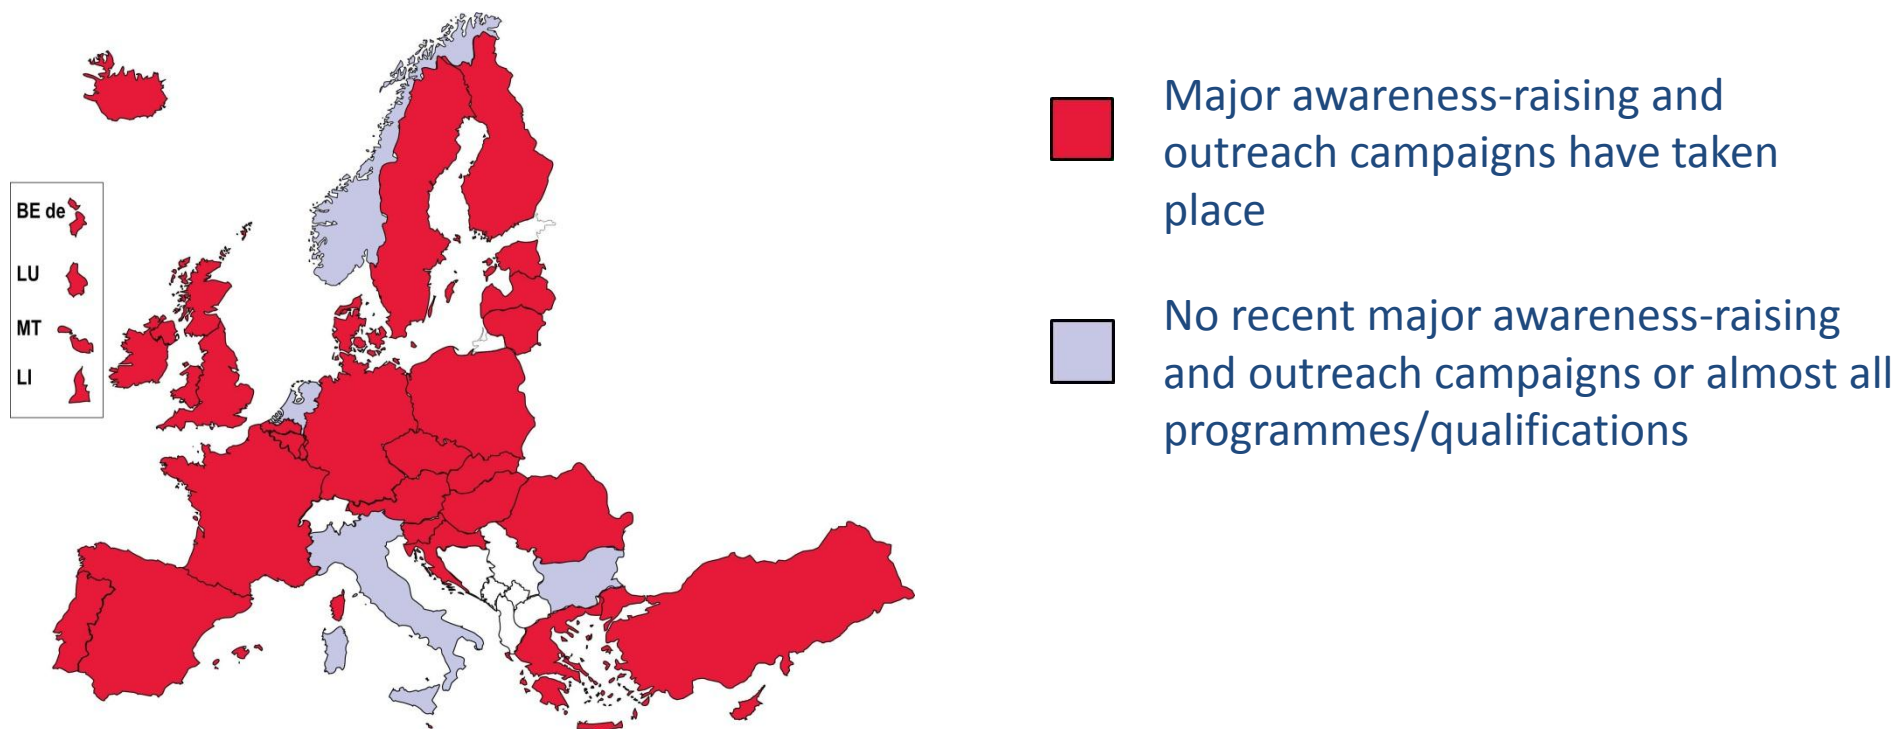 BE de
LU
MT
LI
Major awareness-raising and
outreach campaigns have taken
place
No recent major awareness-raising
and outreach campaigns or almost all
programmes/qualifications